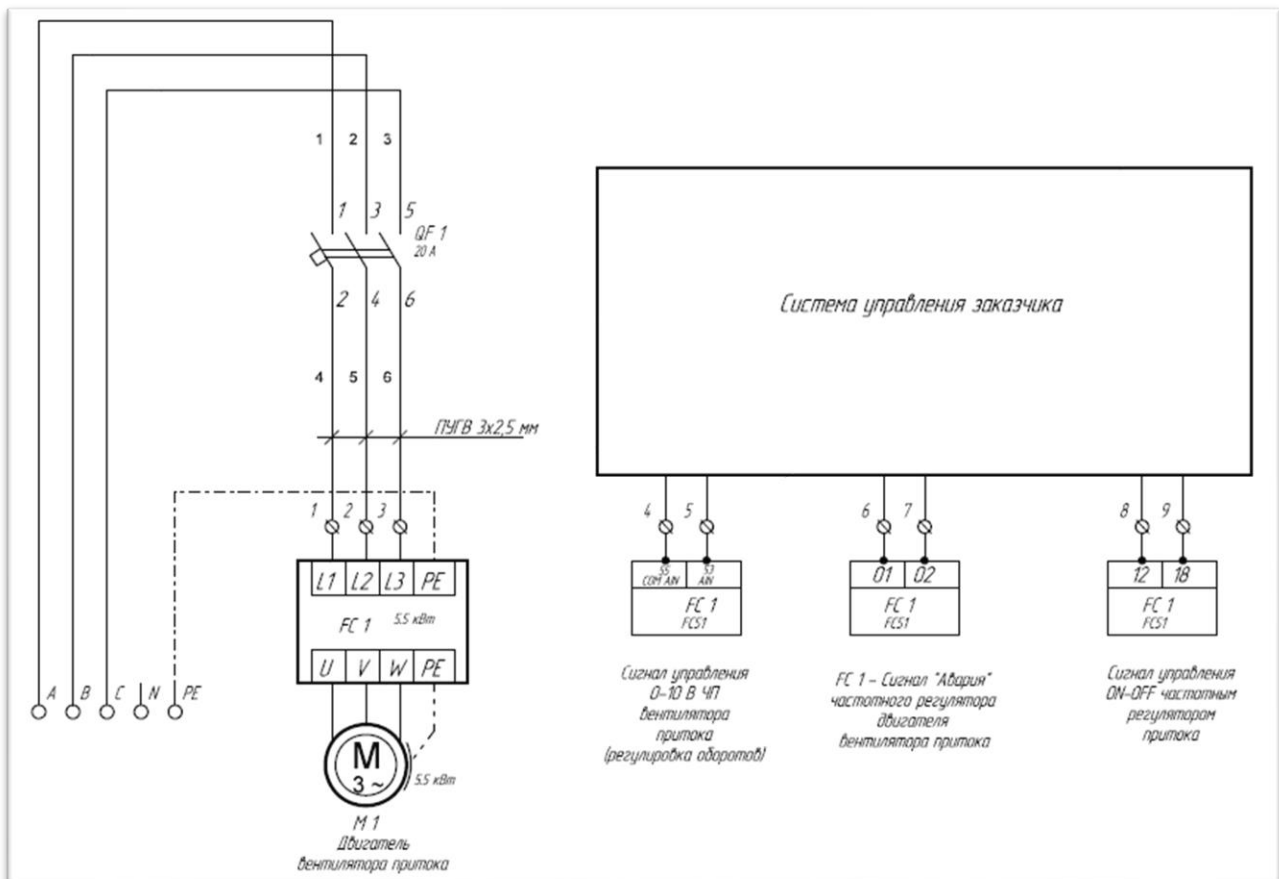 1 2 3
1 3 5
QF 1
20 А
2 4 6
4 5 6
ПУГВ 3х2,5 мм
1 2 3
L1 L2 L3 PE
FC 1 5.5 кВт
U V W PE
A B C N PE
M
3 ~
5.5 кВт
М 1
Двигатель
вентилятора притока
Система управления заказчика
4 5
55
COM AIN
53
AIN
FC 1
FC51
Сигнал управления
0-10 В ЧП
вентилятора
притока
(регулировка оборотов)
6 7
01 02
FC 1
FC51
FC 1 - Сигнал "Авария"
частотного регулятора
двигателя
вентилятора притока
8 9
12 18
FC 1
FC51
Сигнал управления
ON-OFF частотным
регулятором
притока